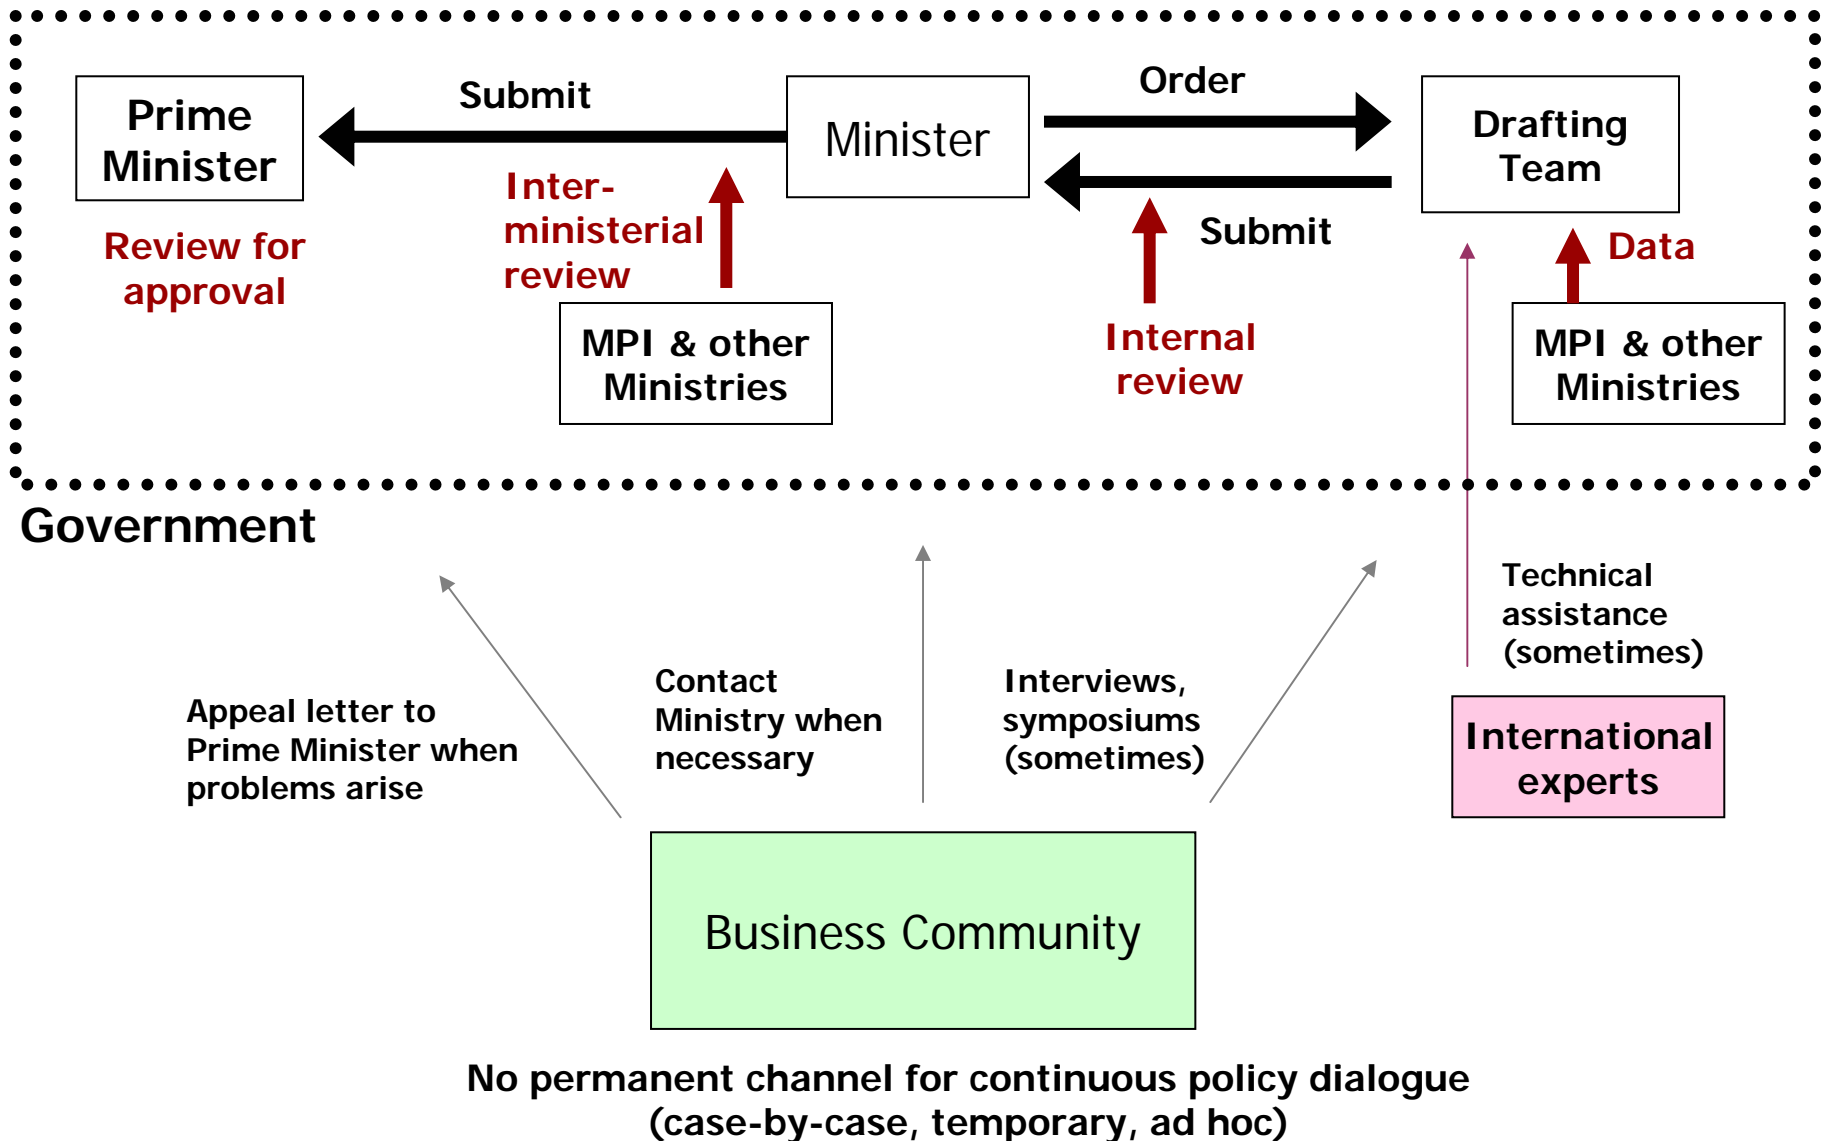 Prime
Minister
Submit
Minister
Order
Drafting
Team
Review for
approval
Inter-
ministerial
review
Submit
Data
MPI & other
Ministries
Internal
review
MPI & other
Ministries
Government
Appeal letter to
Prime Minister when
problems arise
Contact
Ministry when
necessary
Interviews,
symposiums
(sometimes)
Technical
assistance
(sometimes)
International
experts
Business Community
No permanent channel for continuous policy dialogue
(case-by-case, temporary, ad hoc)